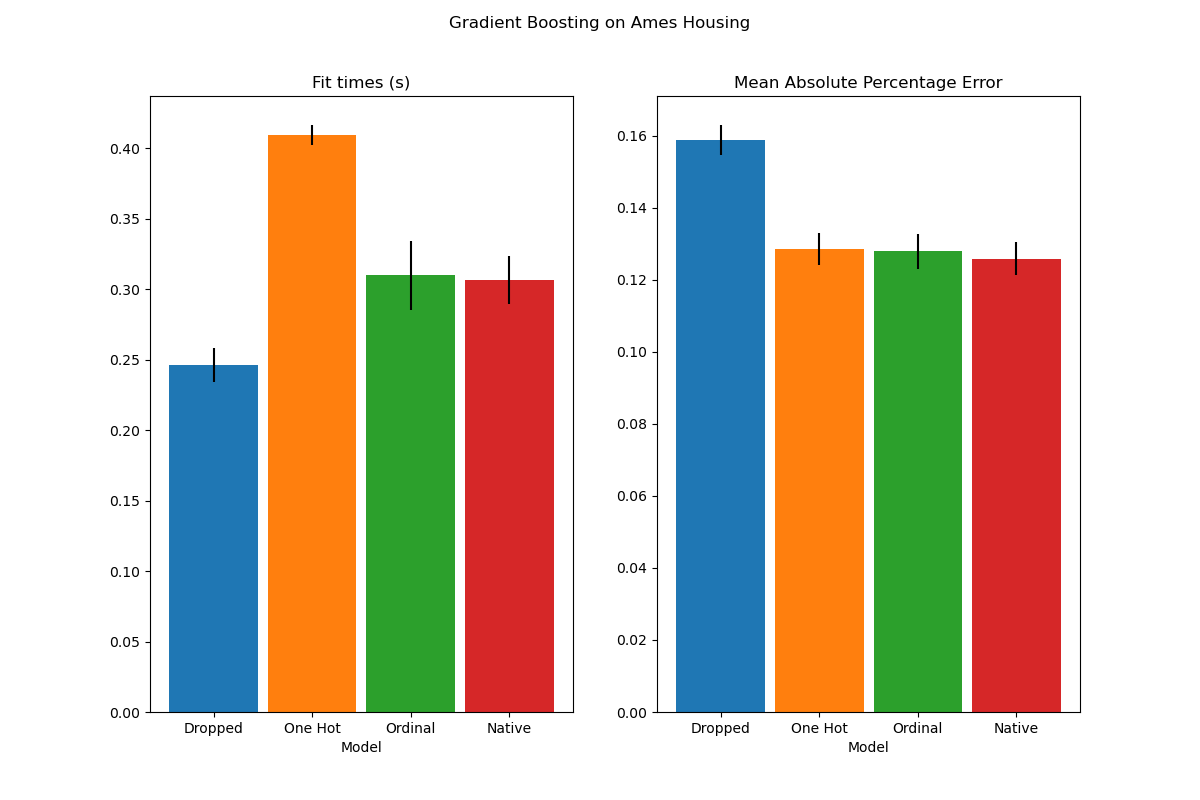 Gradient Boosting on Ames Housing
Fit times (s)
0.40
0.35
0.30
0.25
0.20
0.15
0.10
0.05
0.00
Dropped One Hot Ordinal Native
Model
Mean Absolute Percentage Error
0.16
0.14
0.12
0.10
0.08
0.06
0.04
0.02
0.00
Dropped One Hot Ordinal Native
Model